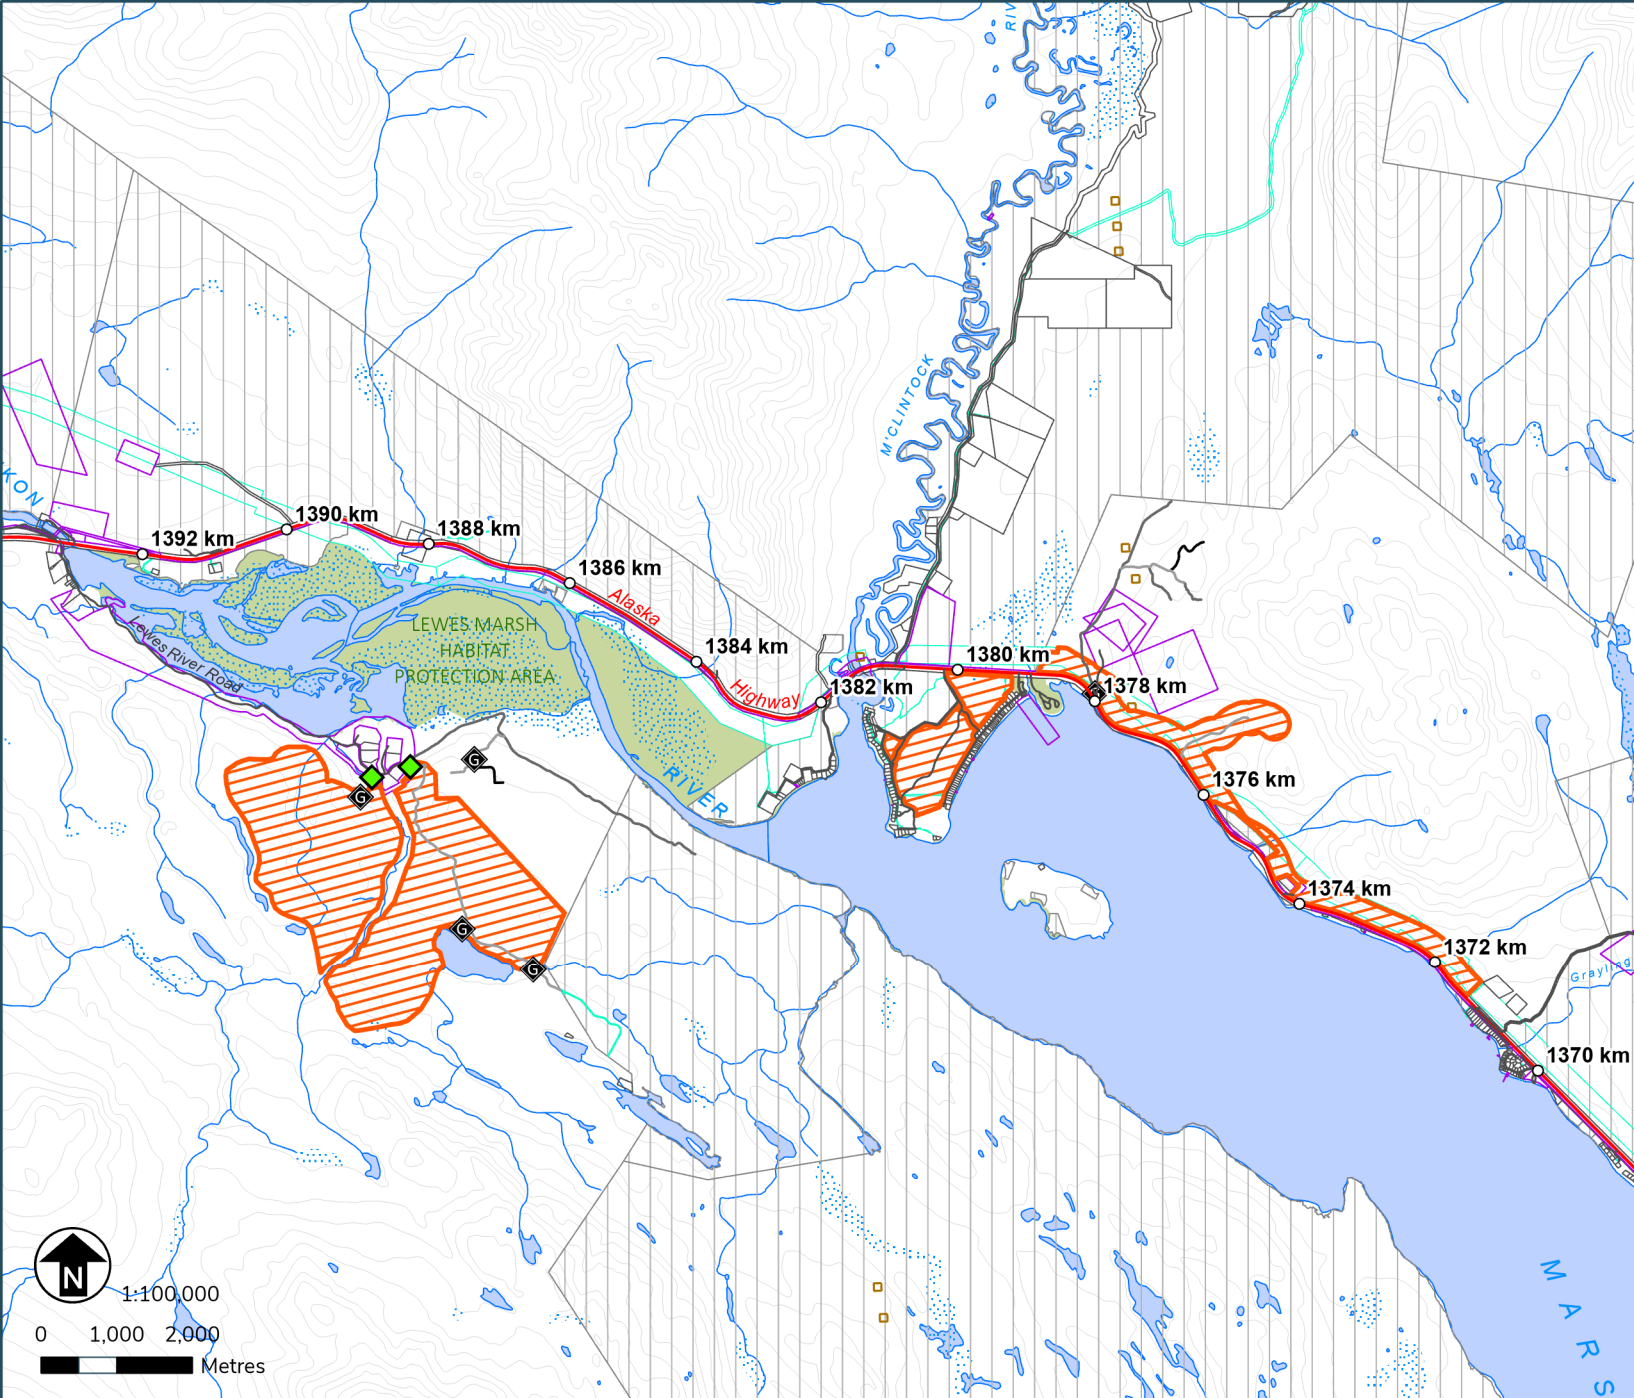 RIV
M'CLINTOCK
KON
1392 km
1390 km
1388 km
1386 km
Alaska
1384 km
Highway
1382 km
1380 km
1378 km
1376 km
1374 km
1372 km
1370 km
LEWES MARSH
HABITAT
PROTECTION AREA
Lewes River Road
RIVER
G
G
G
G
G
Grayling
MARS
N
1:100,000
0 1,000 2,000
Metres